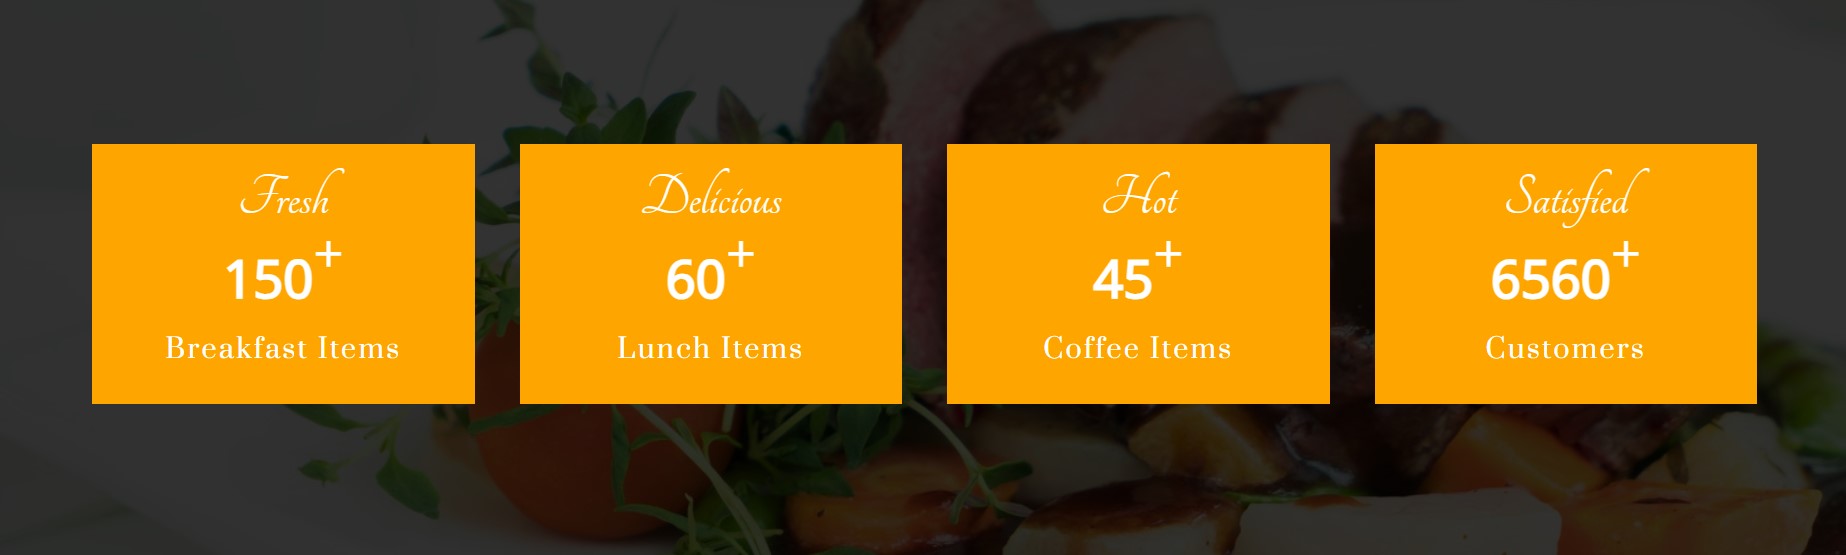 Fresh
150+
Breakfast Items
Delicious
60+
Lunch Items
Hot
45+
Coffee Items
Satisfied
6560+
Customers